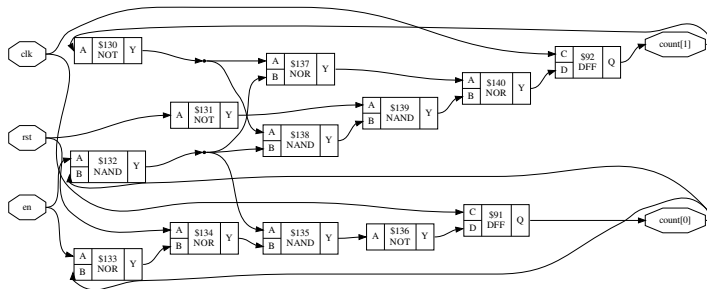 A $130 NOT Y
clk
A B $137 NOR Y
C D $92 DFF Q
count[1]
A B $140 NOR Y
A $131 NOT Y
A B $139 NAND Y
rst
A B $138 NAND Y
A B $132 NAND Y
en
C D $91 DFF Q
count[0]
A B $134 NOR Y
A B $135 NAND Y
A $136 NOT Y
A B $133 NOR Y